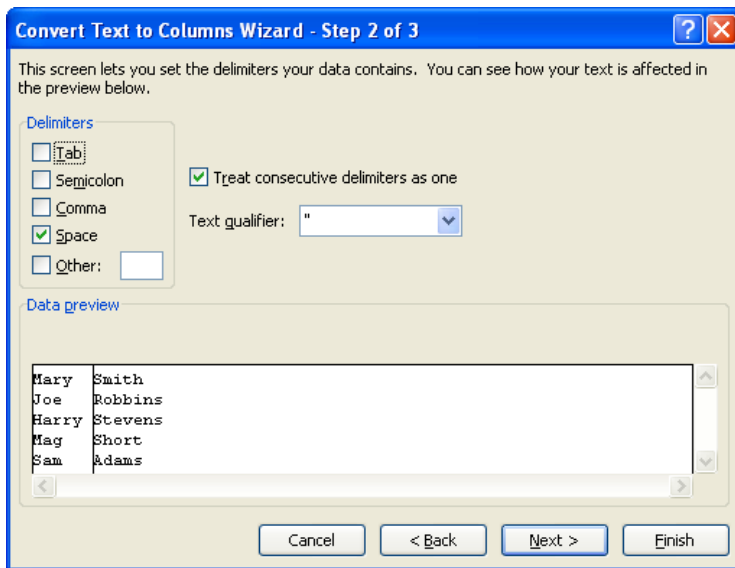 Convert Text to Columns Wizard - Step 2 of 3
This screen lets you set the delimiters your data contains. You can see how your text is affected in
the preview below.
Delimiters
Tab
Semicolon
Comma
Space
Other:
Treat consecutive delimiters as one
Text qualifier: "
Data preview
Mary Smith
Joe Robbins
Harry Stevens
Mag Short
Sam Adams
Cancel < Back Next > Finish